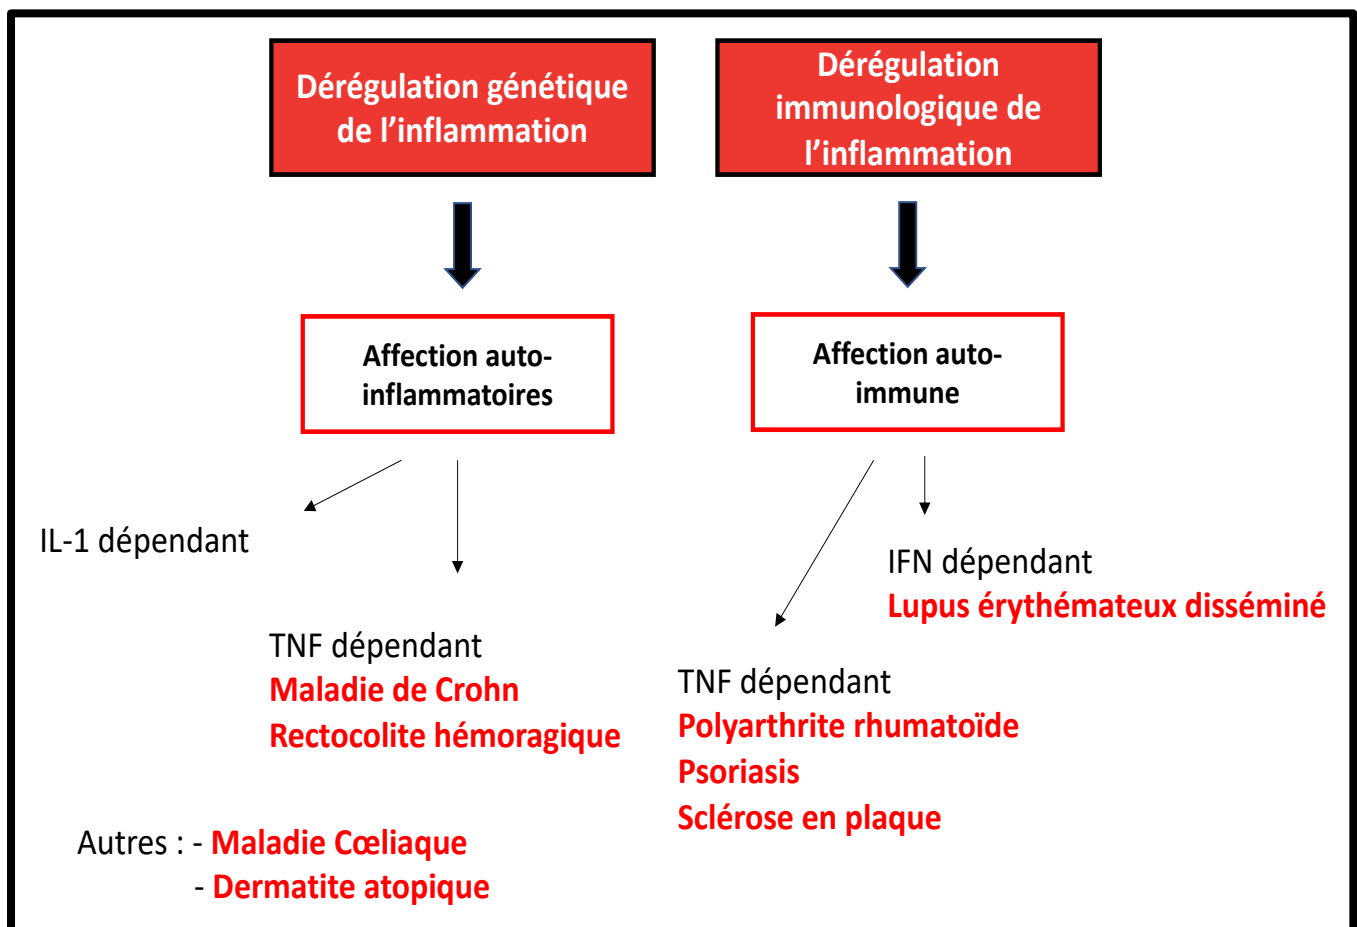 Dérégulation génétique
de l’inflammation
Dérégulation
immunologique de
l’inflammation
Affection auto-
inflammatoires
Affection auto-
immune
IL-1 dépendant
TNF dépendant
Maladie de Crohn
Rectocolite hémoragique
IFN dépendant
Lupus érythémateux disséminé
TNF dépendant
Polyarthrite rhumatoïde
Psoriasis
Sclérose en plaque
Autres : - Maladie Cœliaque
- Dermatite atopique